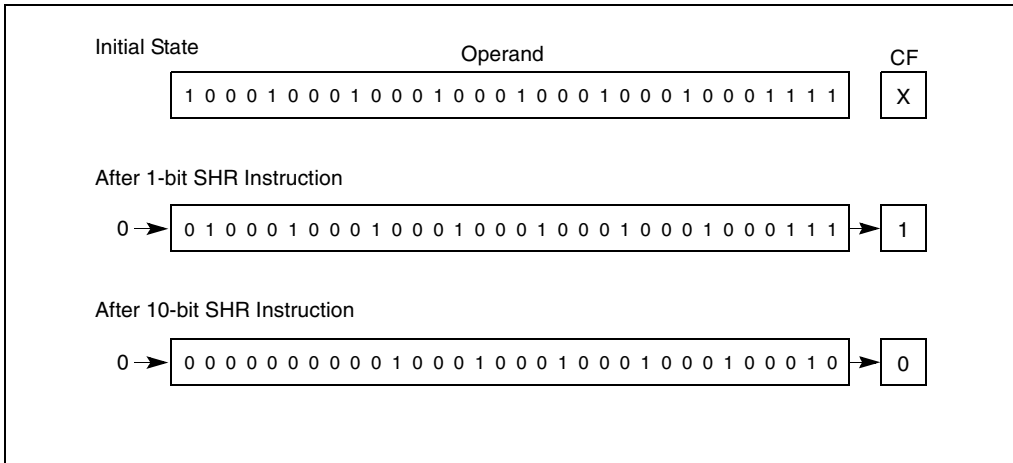 Initial State
Operand
CF
1 0 0 0 1 0 0 0 1 0 0 0 1 0 0 0 1 0 0 0 1 0 0 0 1 0 0 0 1 1 1 1 X
After 1-bit SHR Instruction
0 0 1 0 0 0 1 0 0 0 1 0 0 0 1 0 0 0 1 0 0 0 1 0 0 0 1 0 0 0 1 1 1 1
After 10-bit SHR Instruction
0 0 0 0 0 0 0 0 0 0 0 1 0 0 0 1 0 0 0 1 0 0 0 1 0 0 0 1 0 0 0 1 0 0